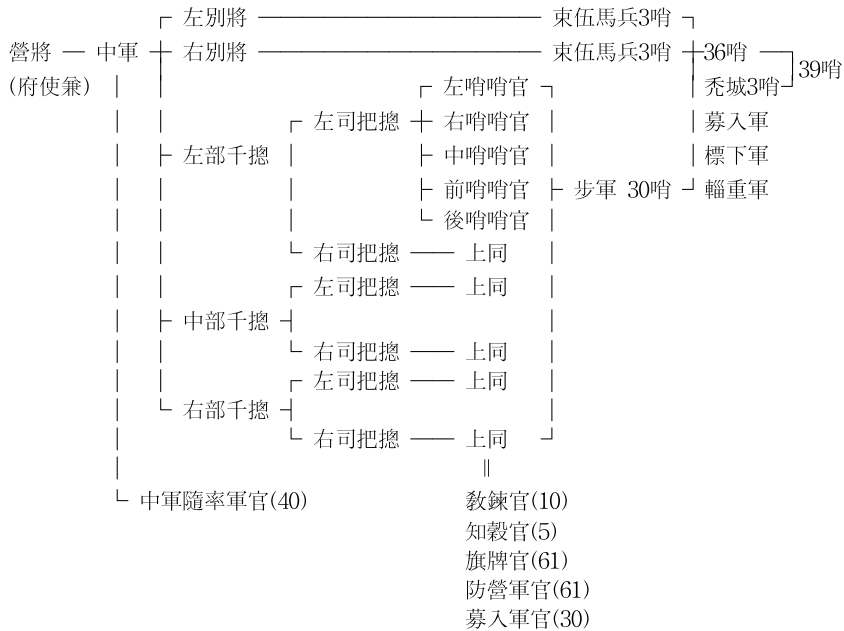 左別將 束伍馬兵3哨
營將 中軍 右別將 束伍馬兵3哨 36哨
(府使兼) 左哨哨官 禿城3哨 39哨
左司把摠 右哨哨官 募入軍
左部千摠 中哨哨官 標下軍
前哨哨官 步軍 30哨 輜重軍
後哨哨官
右司把摠 上同
左司把摠 上同
中部千摠
右司把摠 上同
左司把摠 上同
右部千摠
右司把摠 上同
中軍隨率軍官(40) 敎鍊官(10)
知彀官(5)
旗牌官(61)
防營軍官(61)
募入軍官(30)